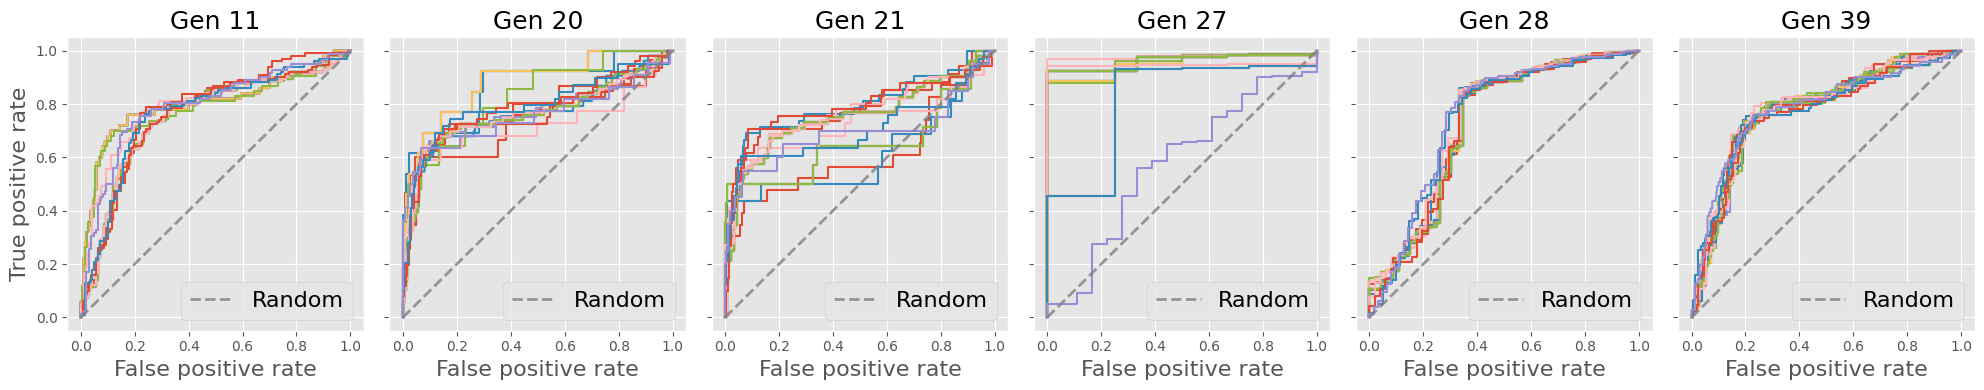 Gen 11 Gen 20 Gen 21 Gen 27 Gen 28 Gen 39
True positive rate
1.0
0.8
0.6
0.4
0.2
0.0
Random Random Random Random Random Random
0.0 0.2 0.4 0.6 0.8 1.0 0.0 0.2 0.4 0.6 0.8 1.0 0.0 0.2 0.4 0.6 0.8 1.0 0.0 0.2 0.4 0.6 0.8 1.0 0.0 0.2 0.4 0.6 0.8 1.0 0.0 0.2 0.4 0.6 0.8 1.0
False positive rate False positive rate False positive rate False positive rate False positive rate False positive rate